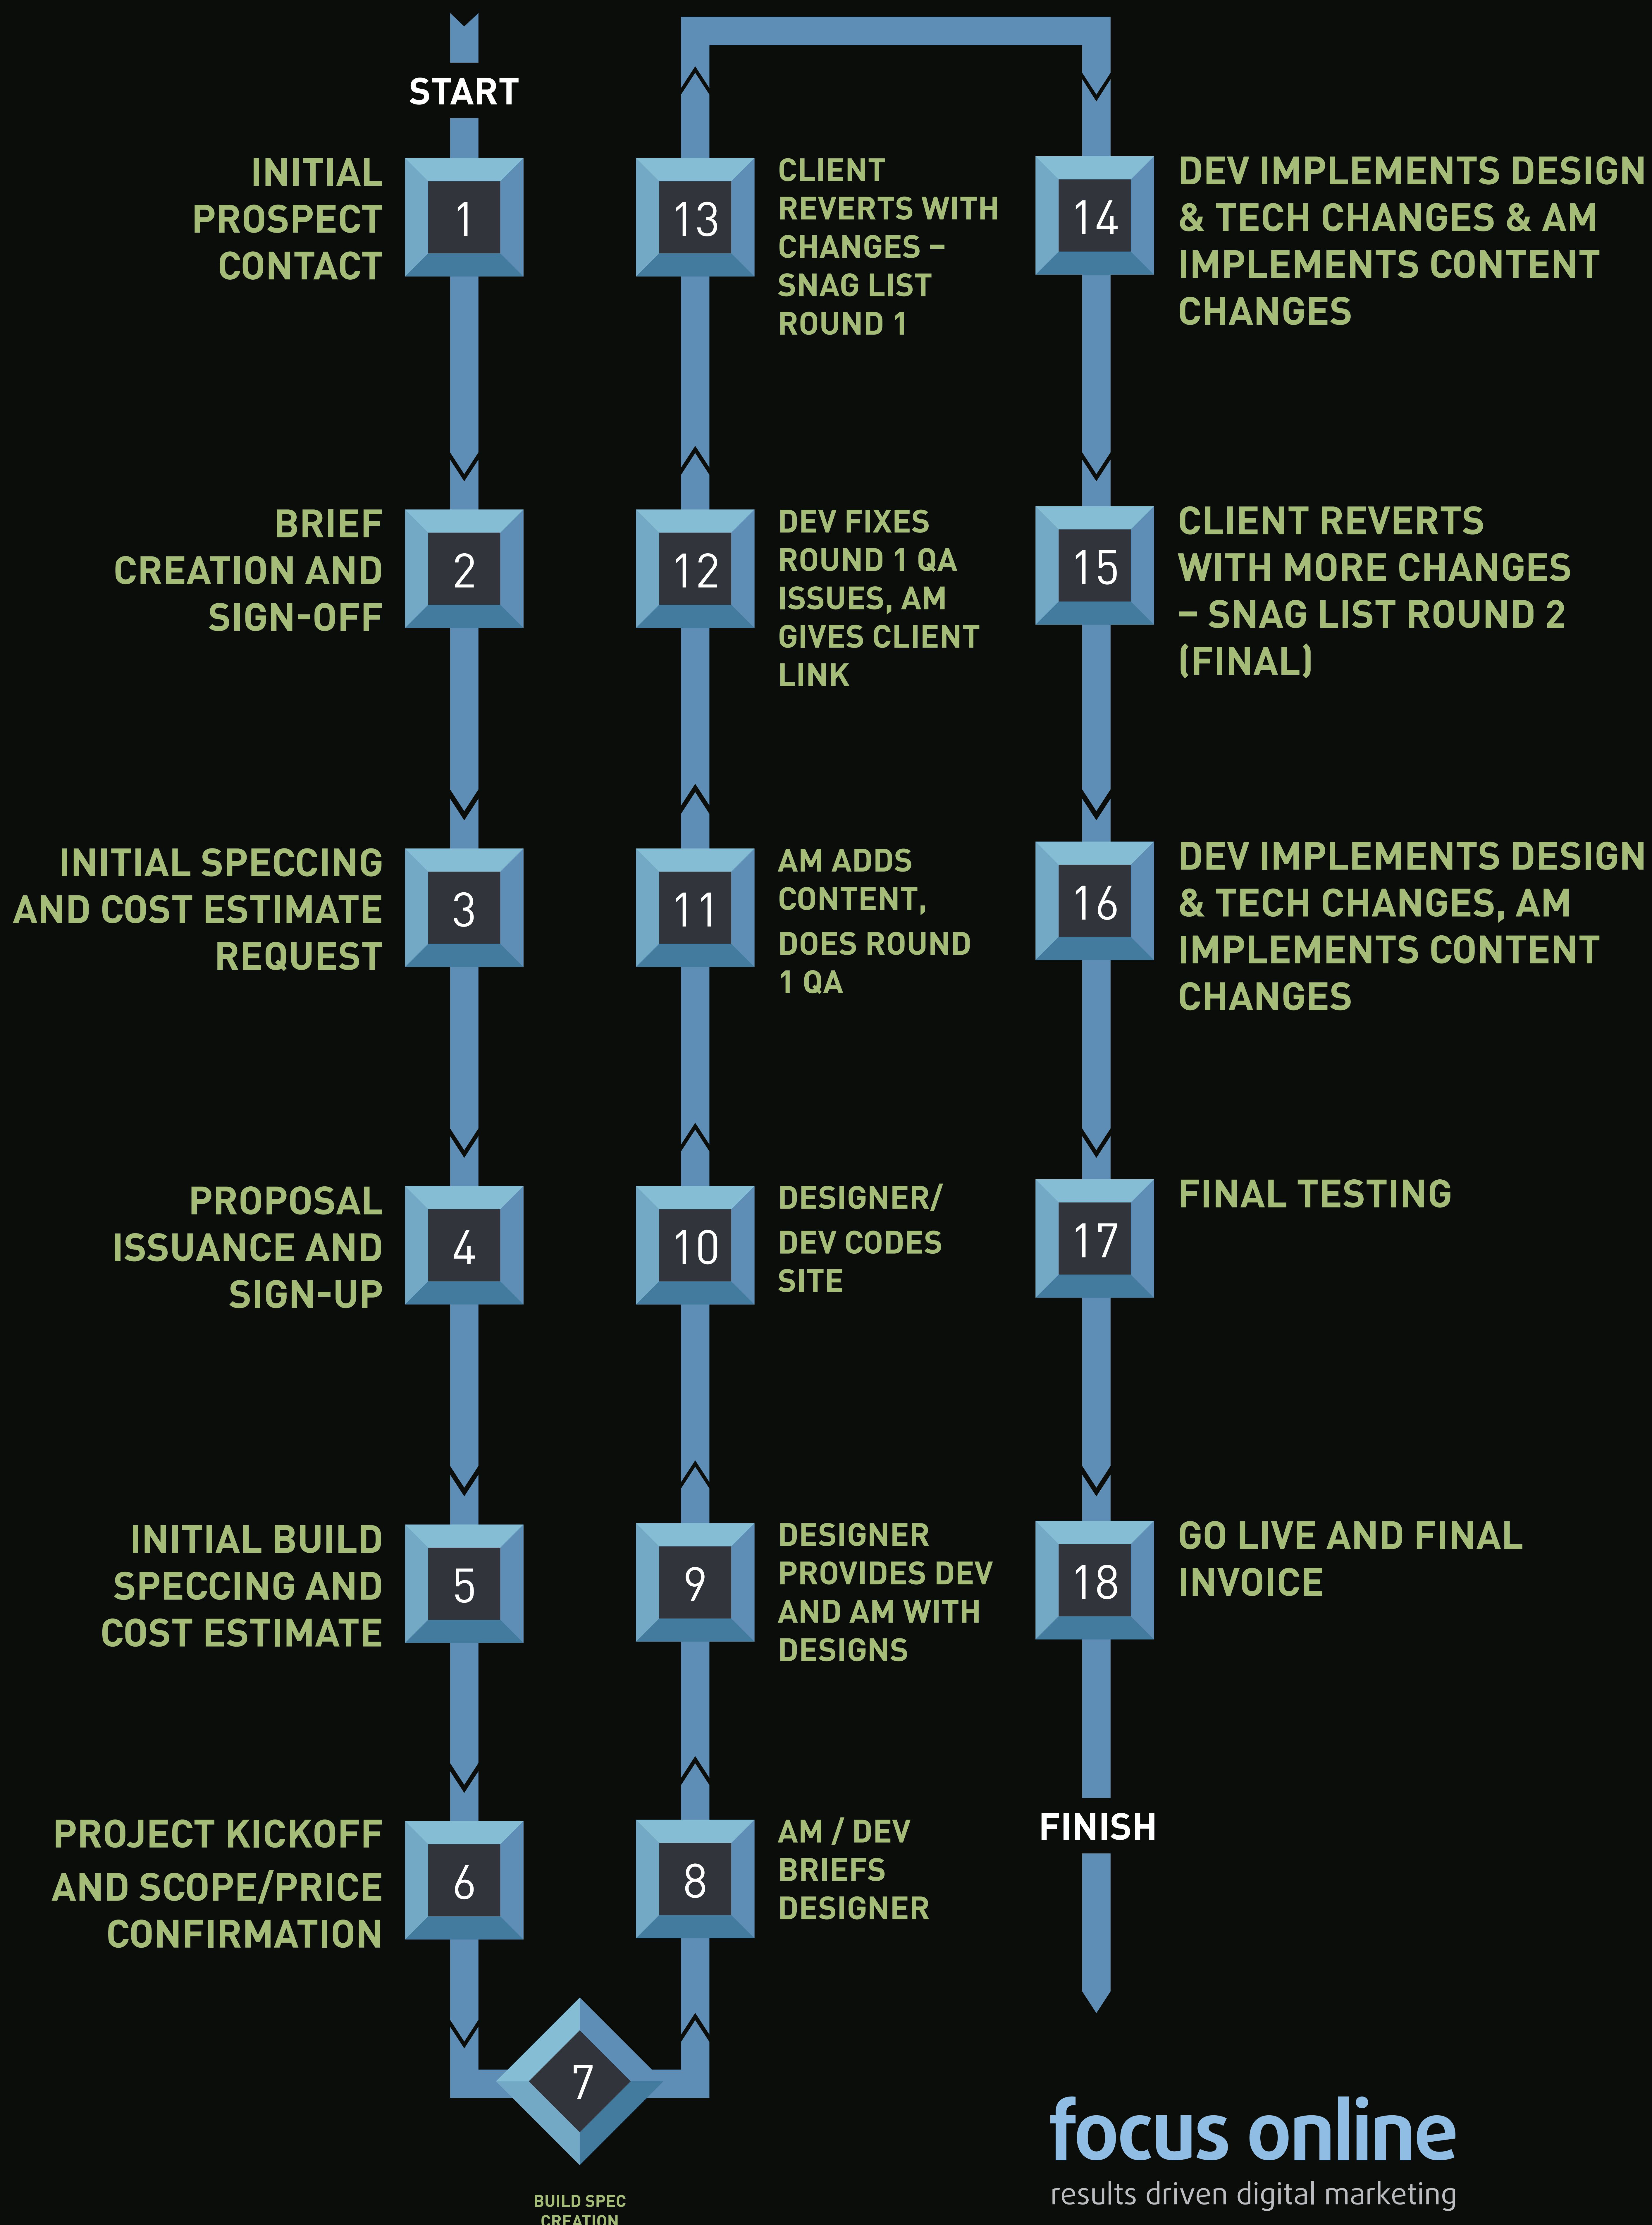 START
1
INITIAL
PROSPECT
CONTACT
2
BRIEF
CREATION AND
SIGN-OFF
3
INITIAL SPECCING
AND COST ESTIMATE
REQUEST
4
PROPOSAL
ISSUANCE AND
SIGN-UP
5
INITIAL BUILD
SPECCING AND
COST ESTIMATE
6
PROJECT KICKOFF
AND SCOPE/PRICE
CONFIRMATION
7
BUILD SPEC
CREATION
8
AM / DEV
BRIEFS
DESIGNER
9
DESIGNER
PROVIDES DEV
AND AM WITH
DESIGNS
10
DESIGNER/
DEV CODES
SITE
11
AM ADDS
CONTENT,
DOES ROUND
1 QA
12
DEV FIXES
ROUND 1 QA
ISSUES, AM
GIVES CLIENT
LINK
13
CLIENT
REVERTS WITH
CHANGES –
SNAG LIST
ROUND 1
14
DEV IMPLEMENTS DESIGN
& TECH CHANGES & AM
IMPLEMENTS CONTENT
CHANGES
15
CLIENT REVERTS
WITH MORE CHANGES
– SNAG LIST ROUND 2
(FINAL)
16
DEV IMPLEMENTS DESIGN
& TECH CHANGES, AM
IMPLEMENTS CONTENT
CHANGES
17
FINAL TESTING
18
GO LIVE AND FINAL
INVOICE
FINISH
focus online
results driven digital marketing